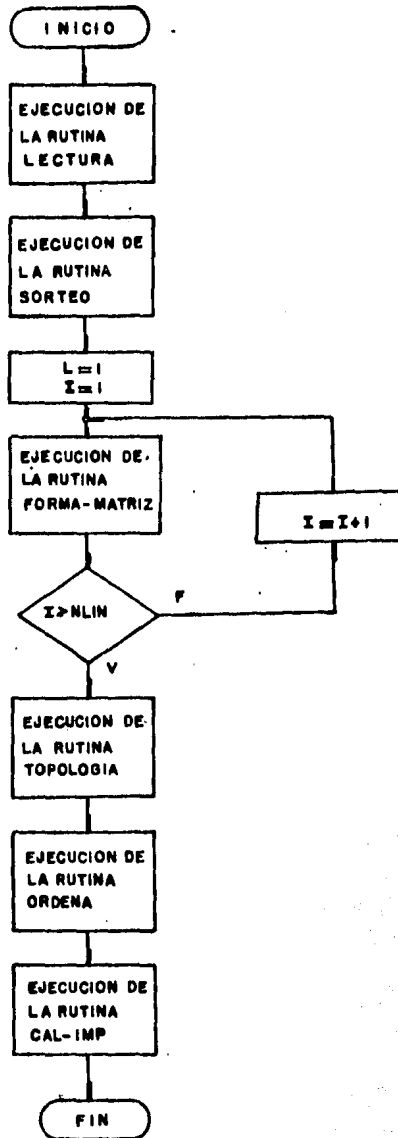 INICIO
EJECUCION DE
LA RUTINA
LECTURA
EJECUCION DE
LA RUTINA
SORTEO
L=1
I=1
EJECUCION DE
LA RUTINA
FORMA-MATRIZ
I=I+1
I>NLIN
F
V
EJECUCION DE
LA RUTINA
TOPOLOGIA
EJECUCION DE
LA RUTINA
ORDENA
EJECUCION DE
LA RUTINA
CAL-IMP
FIN